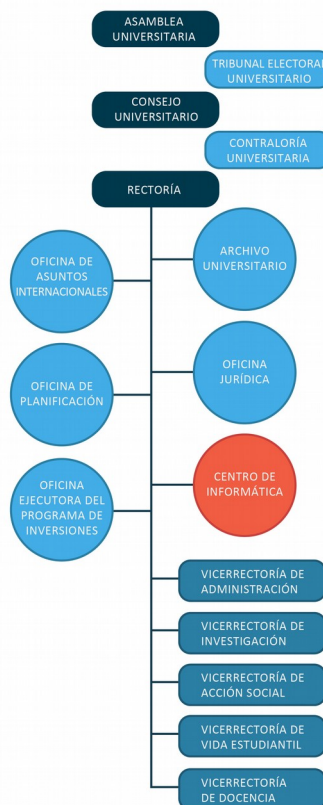 ASAMBLEA
UNIVERSITARIA
TRIBUNAL ELECTORAL
UNIVERSITARIO
CONSEJO
UNIVERSITARIO
CONTRALORÍA
UNIVERSITARIA
RECTORÍA
OFICINA DE
ASUNTOS
INTERNACIONALES
ARCHIVO
UNIVERSITARIO
OFICINA DE
PLANIFICACIÓN
OFICINA
JURÍDICA
OFICINA
EJECUTORA DEL
PROGRAMA DE
INVERSIONES
CENTRO DE
INFORMÁTICA
VICERRECTORÍA DE
ADMINISTRACIÓN
VICERRECTORÍA DE
INVESTIGACIÓN
VICERRECTORÍA DE
ACCIÓN SOCIAL
VICERRECTORÍA DE
VIDA ESTUDIANTIL
VICERRECTORÍA
DE DOCENCIA